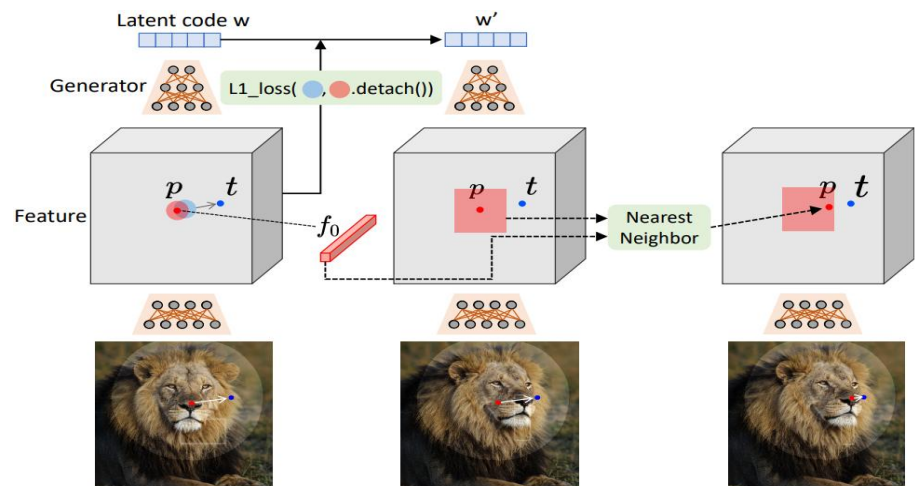 Latent code w
w’
Generator
L1_loss( , .detach())
Feature
p
t
f₀
p
t
Nearest
Neighbor
p
t